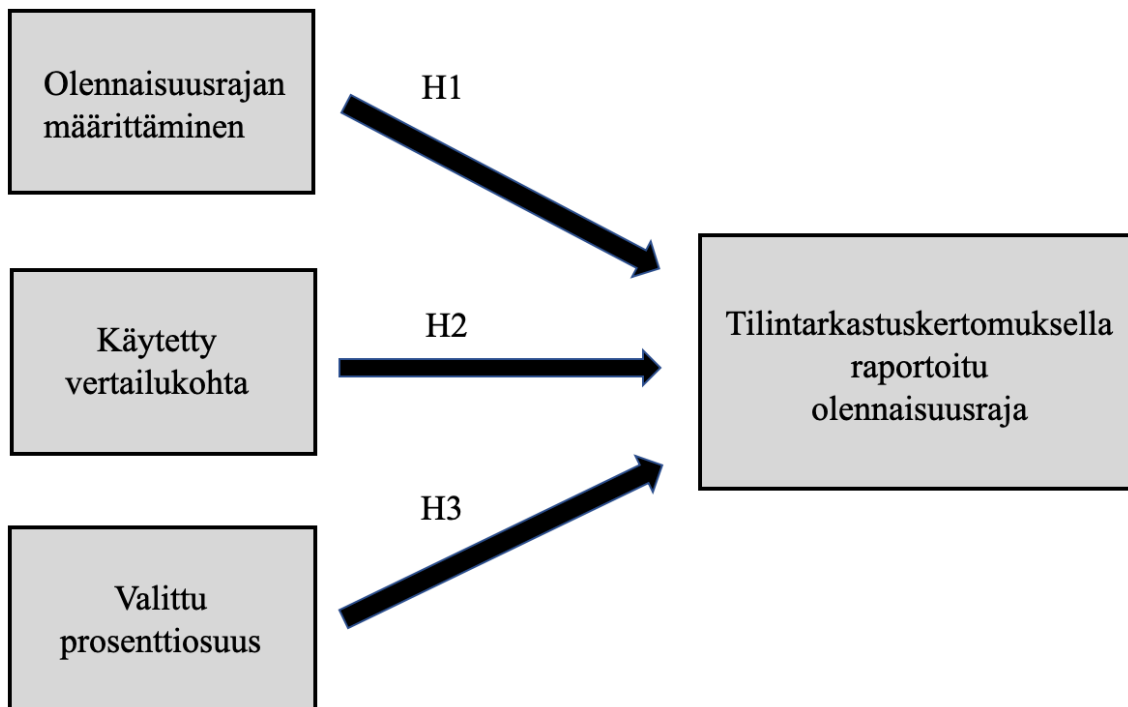 Olennaisuusrajan
määrittäminen
H1
Käytetty
vertailukohta
H2
Valittu
prosenttiosuus
H3
Tilintarkastuskertomuksella
raportoitu
olennaisuusraja